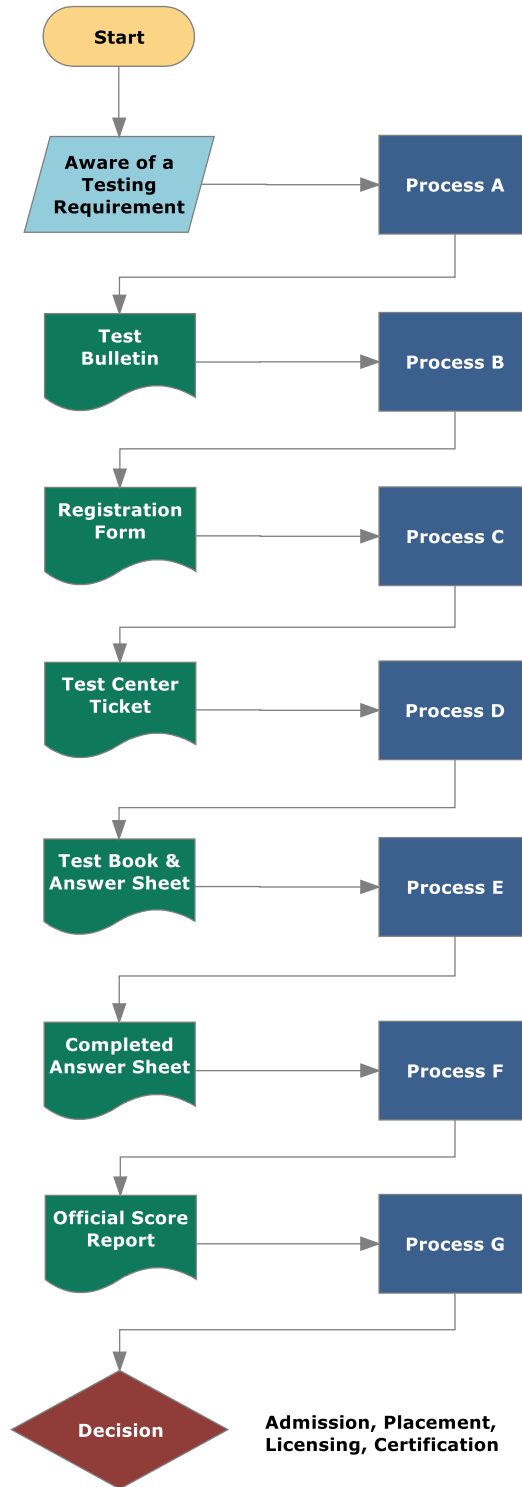 Start
Aware of a
Testing
Requirement
Process A
Test
Bulletin
Process B
Registration
Form
Process C
Test Center
Ticket
Process D
Test Book &
Answer Sheet
Process E
Completed
Answer Sheet
Process F
Official Score
Report
Process G
Decision
Admission, Placement,
Licensing, Certification